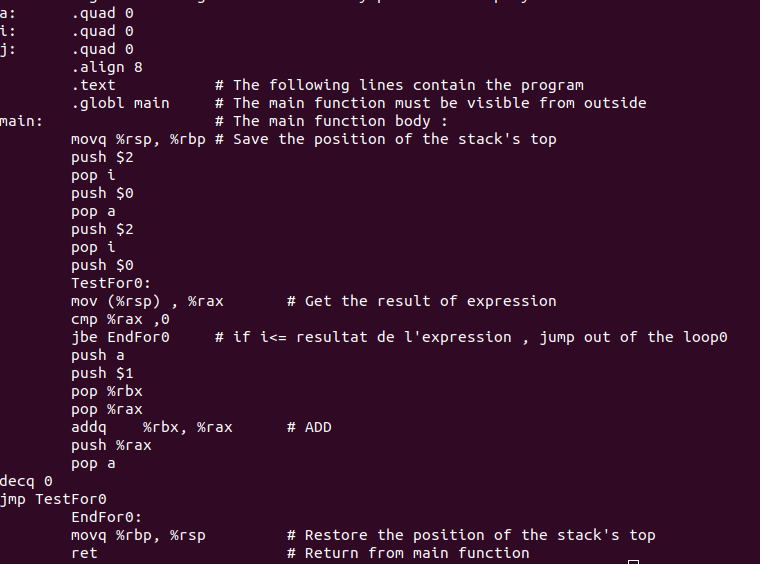 a: .quad 0
i: .quad 0
j: .quad 0
.align 8
.text # The following lines contain the program
.globl main # The main function must be visible from outside
main: # The main function body :
movq %rsp, %rbp # Save the position of the stack's top
push $2
pop i
push $0
pop a
push $2
pop i
push $0
TestFor0:
mov (%rsp) , %rax # Get the result of expression
cmp %rax ,0
jbe EndFor0 # if i<= resultat de l'expression , jump out of the loop0
push a
push $1
pop %rbx
pop %rax
addq %rbx, %rax # ADD
push %rax
pop a
decq 0
jmp TestFor0
EndFor0:
movq %rbp, %rsp # Restore the position of the stack's top
ret # Return from main function